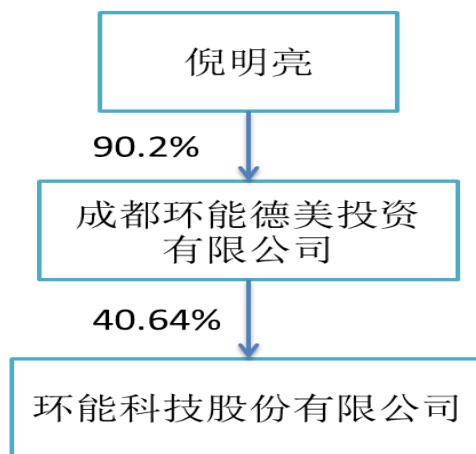 倪明亮
90.2%
成都环能德美投资
有限公司
40.64%
环能科技股份有限公司